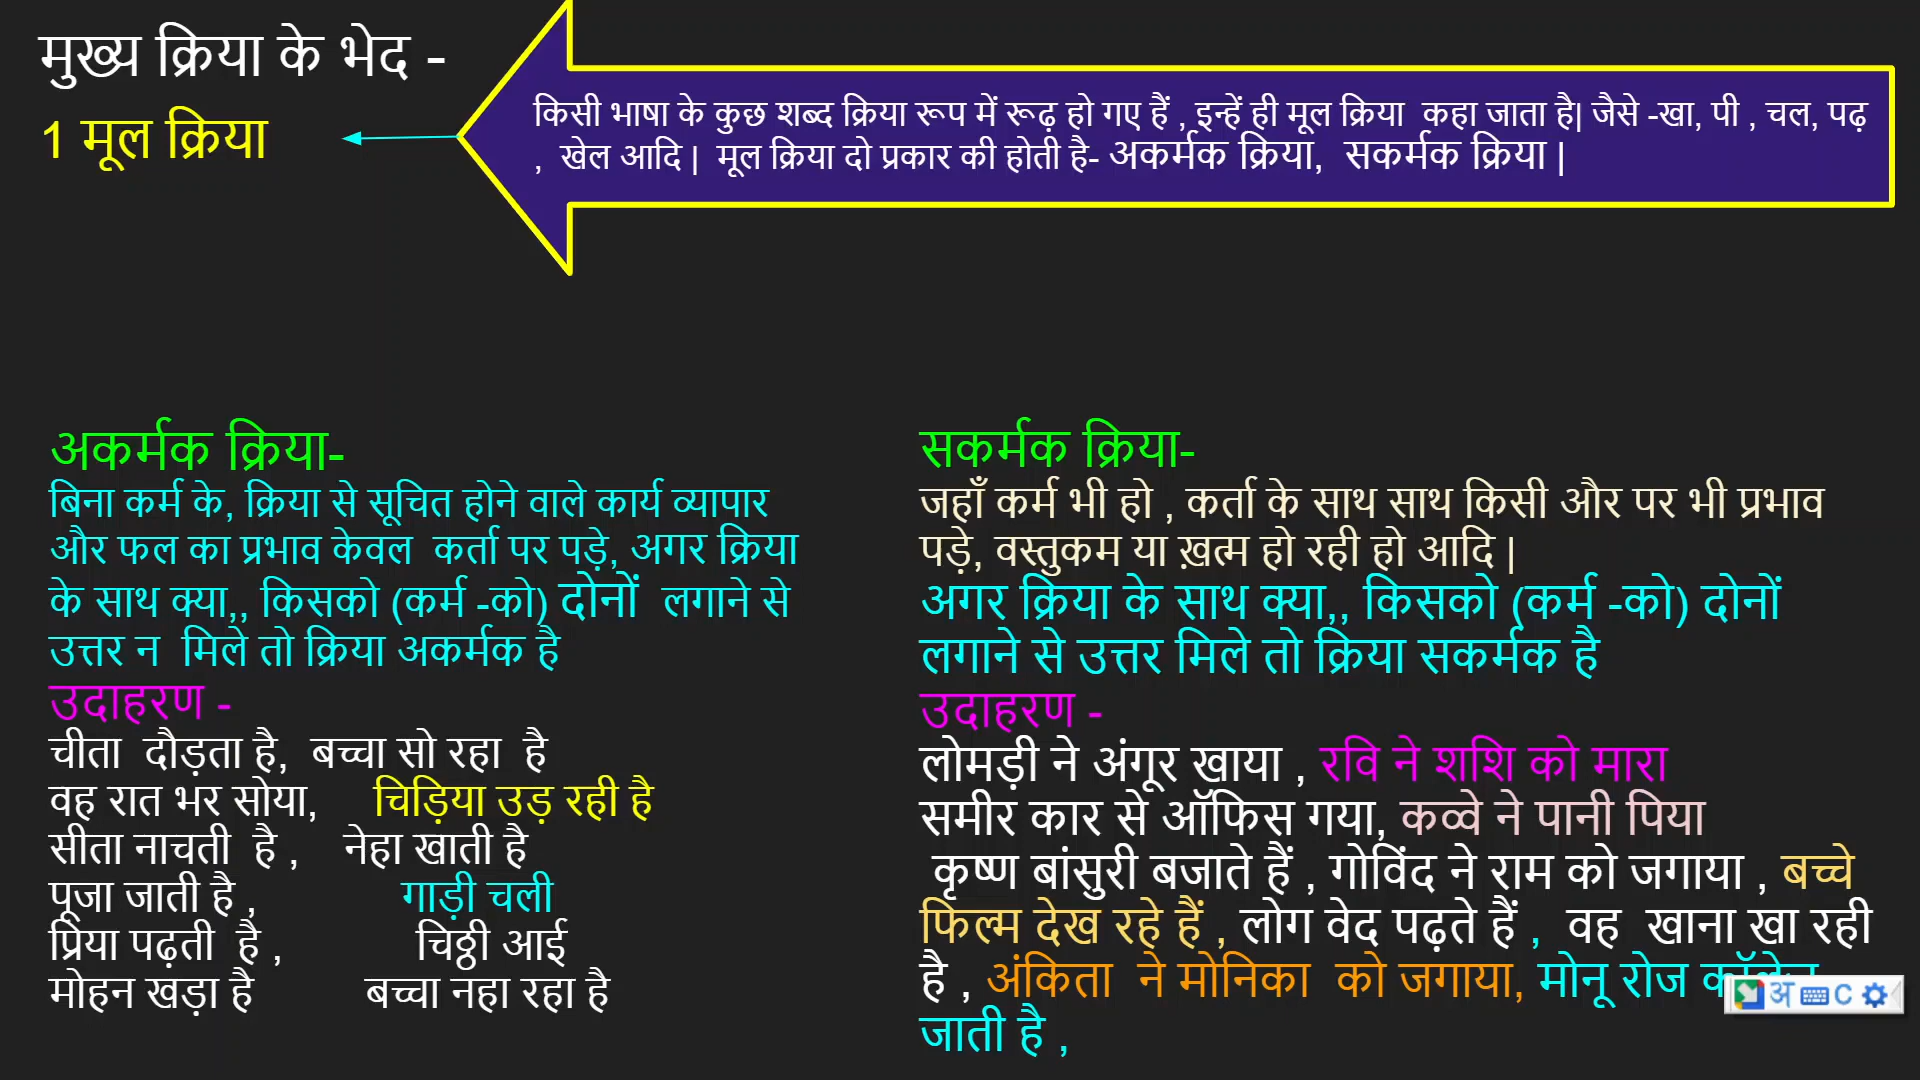 मुख्य क्रिया के भेद -
1 मूल क्रिया
किसी भाषा के कुछ शब्द क्रिया रूप में रूढ़ हो गए हैं , इन्हें ही मूल क्रिया कहा जाता है| जैसे -खा, पी , चल, पढ़
, खेल आदि | मूल क्रिया दो प्रकार की होती है- अकर्मक क्रिया, सकर्मक क्रिया |
अकर्मक क्रिया-
बिना कर्म के, क्रिया से सूचित होने वाले कार्य व्यापार
और फल का प्रभाव केवल कर्ता पर पड़े, अगर क्रिया
के साथ क्या,, किसको (कर्म -को) दोनों लगाने से
उत्तर न मिले तो क्रिया अकर्मक है
उदाहरण -
चीता दौड़ता है, बच्चा सो रहा है
वह रात भर सोया, चिड़िया उड़ रही है
सीता नाचती है , नेहा खाती है
पूजा जाती है , गाड़ी चली
प्रिया पढ़ती है , चिठ्ठी आई
मोहन खड़ा है बच्चा नहा रहा है
सकर्मक क्रिया-
जहाँ कर्म भी हो , कर्ता के साथ साथ किसी और पर भी प्रभाव
पड़े, वस्तुकम या ख़त्म हो रही हो आदि |
अगर क्रिया के साथ क्या,, किसको (कर्म -को) दोनों
लगाने से उत्तर मिले तो क्रिया सकर्मक है
उदाहरण -
लोमड़ी ने अंगूर खाया , रवि ने शशि को मारा
समीर कार से ऑफिस गया, कव्वे ने पानी पिया
कृष्ण बांसुरी बजाते हैं , गोविंद ने राम को जगाया , बच्चे
फिल्म देख रहे हैं , लोग वेद पढ़ते हैं , वह खाना खा रही
है , अंकिता ने मोनिका को जगाया, मोनू रोज
जाती है ,
अ C